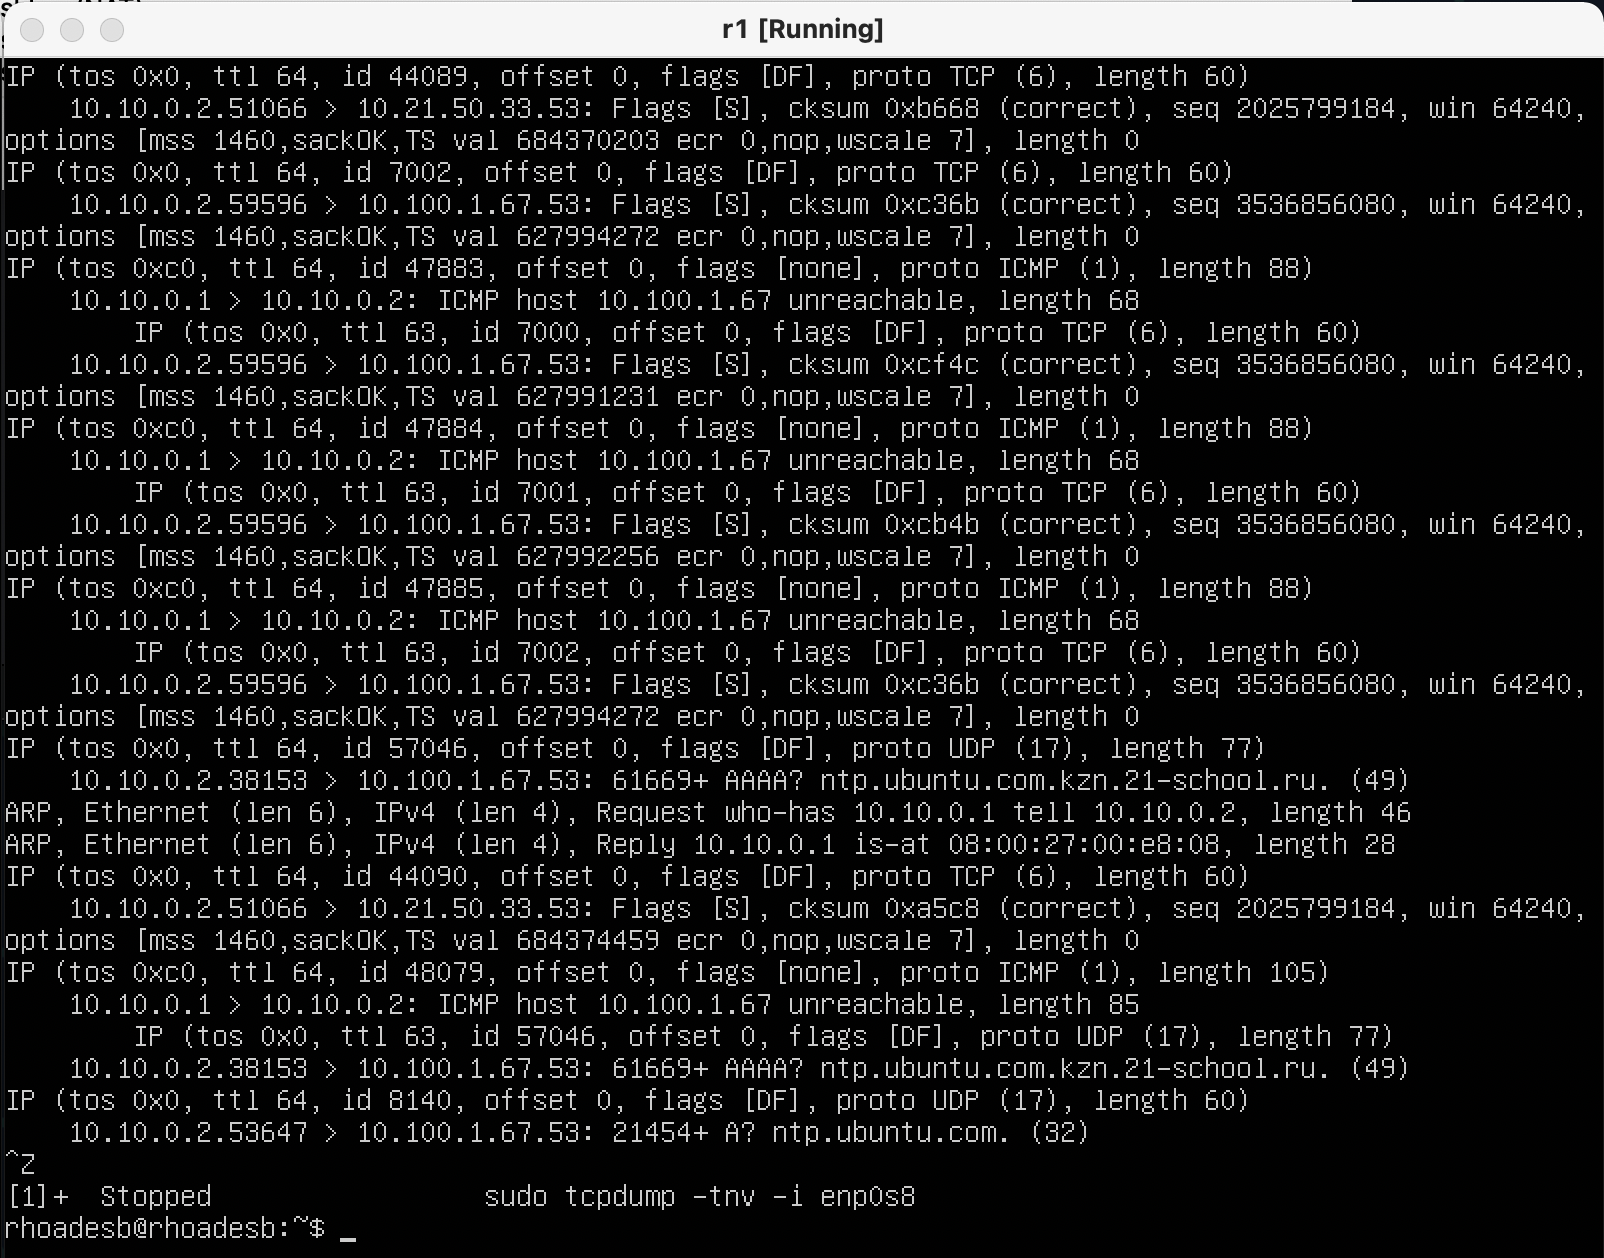 r1 [Running]
IP (tos 0x0, ttl 64, id 44089, offset 0, flags [DF], proto TCP (6), length 60)
    10.10.0.2.51066 > 10.21.50.33.53: Flags [S], cksum 0xb668 (correct), seq 2025799184, win 64240,
options [mss 1460,sackOK,TS val 684370203 ecr 0,nop,wscale 7], length 0
IP (tos 0x0, ttl 64, id 7002, offset 0, flags [DF], proto TCP (6), length 60)
    10.10.0.2.59596 > 10.100.1.67.53: Flags [S], cksum 0xc36b (correct), seq 3536856080, win 64240,
options [mss 1460,sackOK,TS val 627994272 ecr 0,nop,wscale 7], length 0
IP (tos 0xc0, ttl 64, id 47883, offset 0, flags [none], proto ICMP (1), length 88)
    10.10.0.1 > 10.10.0.2: ICMP host 10.100.1.67 unreachable, length 68
        IP (tos 0x0, ttl 63, id 7000, offset 0, flags [DF], proto TCP (6), length 60)
    10.10.0.2.59596 > 10.100.1.67.53: Flags [S], cksum 0xcf4c (correct), seq 3536856080, win 64240,
options [mss 1460,sackOK,TS val 627991231 ecr 0,nop,wscale 7], length 0
IP (tos 0xc0, ttl 64, id 47884, offset 0, flags [none], proto ICMP (1), length 88)
    10.10.0.1 > 10.10.0.2: ICMP host 10.100.1.67 unreachable, length 68
        IP (tos 0x0, ttl 63, id 7001, offset 0, flags [DF], proto TCP (6), length 60)
    10.10.0.2.59596 > 10.100.1.67.53: Flags [S], cksum 0xcb4b (correct), seq 3536856080, win 64240,
options [mss 1460,sackOK,TS val 627992256 ecr 0,nop,wscale 7], length 0
IP (tos 0xc0, ttl 64, id 47885, offset 0, flags [none], proto ICMP (1), length 88)
    10.10.0.1 > 10.10.0.2: ICMP host 10.100.1.67 unreachable, length 68
        IP (tos 0x0, ttl 63, id 7002, offset 0, flags [DF], proto TCP (6), length 60)
    10.10.0.2.59596 > 10.100.1.67.53: Flags [S], cksum 0xc36b (correct), seq 3536856080, win 64240,
options [mss 1460,sackOK,TS val 627994272 ecr 0,nop,wscale 7], length 0
IP (tos 0x0, ttl 64, id 57046, offset 0, flags [DF], proto UDP (17), length 77)
    10.10.0.2.38153 > 10.100.1.67.53: 61669+ AAAA? ntp.ubuntu.com.kzn.21-school.ru. (49)
ARP, Ethernet (len 6), IPv4 (len 4), Request who-has 10.10.0.1 tell 10.10.0.2, length 46
ARP, Ethernet (len 6), IPv4 (len 4), Reply 10.10.0.1 is-at 08:00:27:00:e8:08, length 28
IP (tos 0x0, ttl 64, id 44090, offset 0, flags [DF], proto TCP (6), length 60)
    10.10.0.2.51066 > 10.21.50.33.53: Flags [S], cksum 0xa5c8 (correct), seq 2025799184, win 64240,
options [mss 1460,sackOK,TS val 684374459 ecr 0,nop,wscale 7], length 0
IP (tos 0xc0, ttl 64, id 48079, offset 0, flags [none], proto ICMP (1), length 105)
    10.10.0.1 > 10.10.0.2: ICMP host 10.100.1.67 unreachable, length 85
        IP (tos 0x0, ttl 63, id 57046, offset 0, flags [DF], proto UDP (17), length 77)
    10.10.0.2.38153 > 10.100.1.67.53: 61669+ AAAA? ntp.ubuntu.com.kzn.21-school.ru. (49)
IP (tos 0x0, ttl 64, id 8140, offset 0, flags [DF], proto UDP (17), length 60)
    10.10.0.2.53647 > 10.100.1.67.53: 21454+ A? ntp.ubuntu.com. (32)
^Z
[1]+  Stopped                 sudo tcpdump -tnv -i enp0s8
rhoadesb@rhoadesb:~$ _